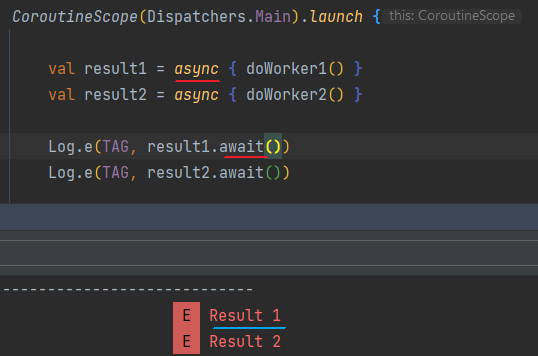 CoroutineScope(Dispatchers.Main).launch { this: CoroutineScope
val result1 = async { doWorker1() }
val result2 = async { doWorker2() }
Log.e(TAG, result1.await())
Log.e(TAG, result2.await())
----------------------------
E Result 1
E Result 2